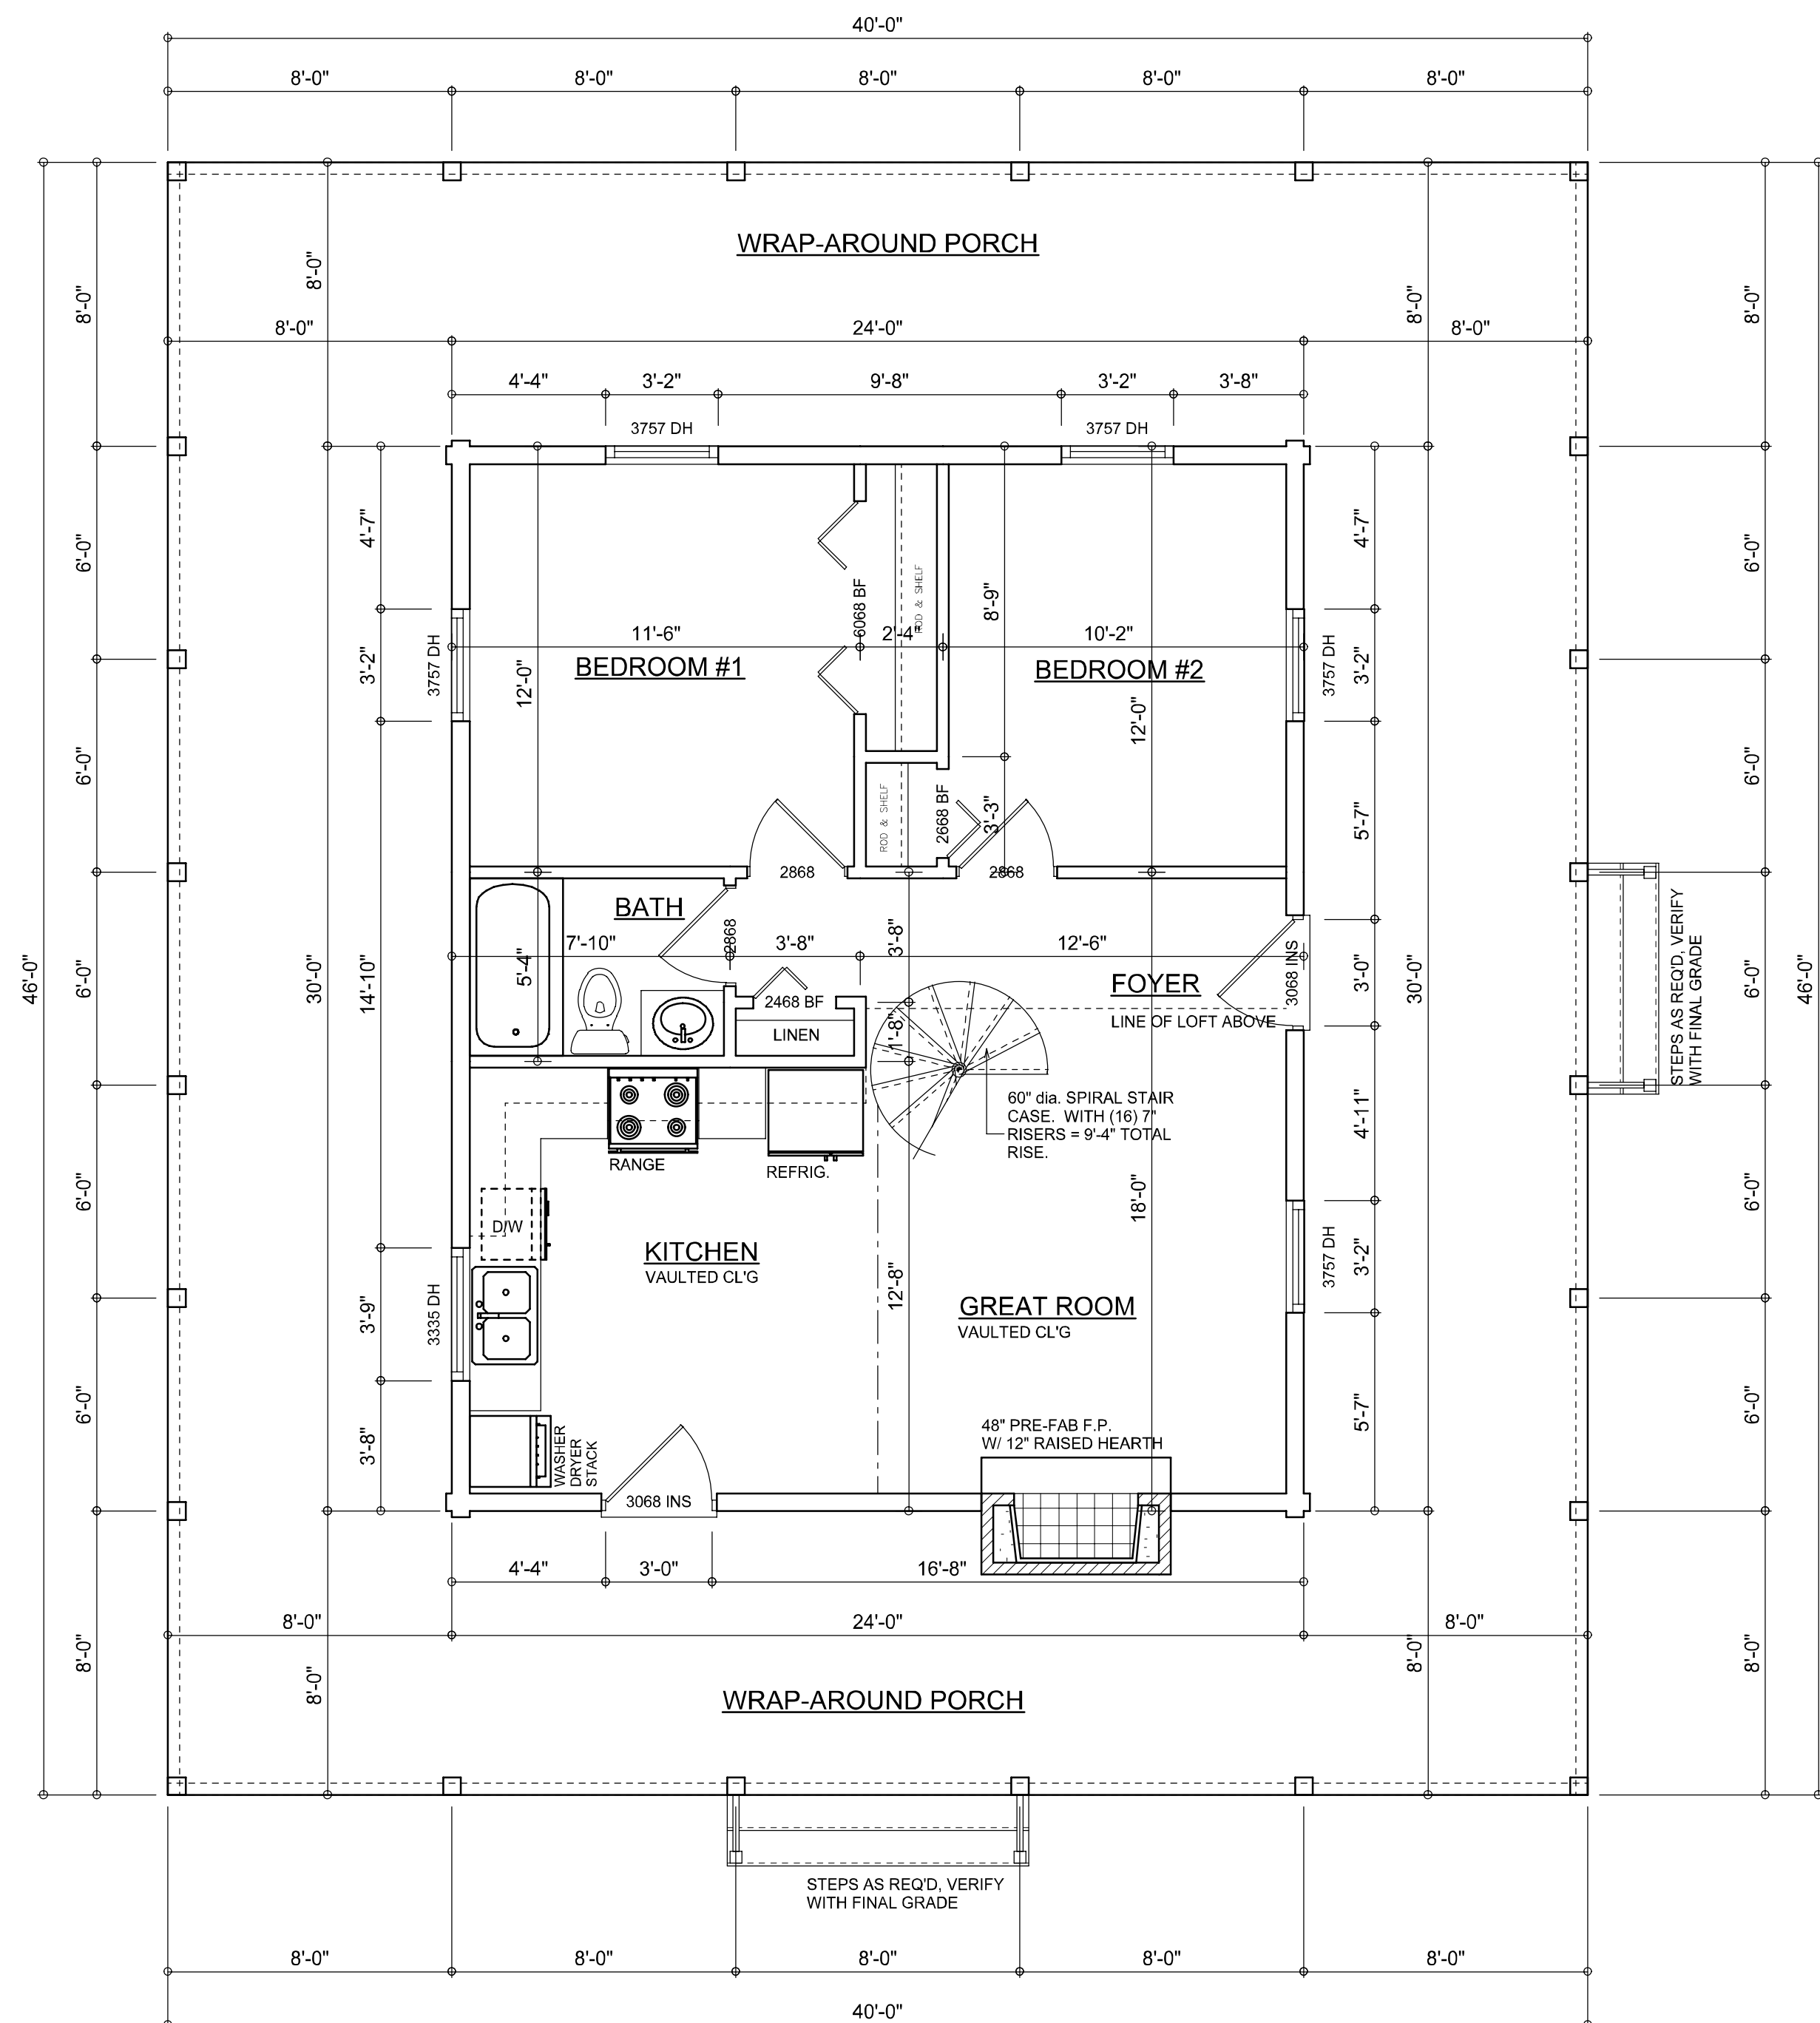 40'-0"
8'-0" 8'-0" 8'-0" 8'-0" 8'-0"
WRAP-AROUND PORCH
8'-0" 8'-0" 8'-0" 8'-0"
8'-0" 24'-0" 8'-0"
4'-4" 3'-2" 9'-8" 3'-2" 3'-8"
3757 DH 3757 DH
4'-7" 4'-7"
6'-0" 6'-0"
6068 BF
ROD & SHELF
8'-9"
11'-6" 2'-4" 10'-2"
3757 DH 3'-2" 3757 DH 3'-2"
BEDROOM #1 BEDROOM #2
12'-0" 12'-0"
6'-0" 6'-0"
ROD & SHELF
2668 BF
3'-3"
5'-7"
2868 2868
BATH
2868
7'-10" 3'-8" 3'-8" 12'-6"
5'-4"
46'-0" 6'-0" 30'-0" 14'-10"
FOYER
3068 INS
3'-0" 30'-0" 6'-0" 46'-0"
STEPS AS REQ'D, VERIFY
WITH FINAL GRADE
2468 BF
LINEN
1'-8"
LINE OF LOFT ABOVE
60" dia. SPIRAL STAIR
CASE. WITH (16) 7"
RISERS = 9'-4" TOTAL
RISE.
4'-11"
RANGE
REFRIG.
6'-0" 18'-0" 6'-0"
D/W
KITCHEN
VAULTED CL'G
3757 DH 3'-2"
12'-8"
GREAT ROOM
VAULTED CL'G
3'-9" 3335 DH
6'-0" 5'-7" 6'-0"
48" PRE-FAB F.P.
W/ 12" RAISED HEARTH
3'-8"
WASHER
DRYER
STACK
3068 INS
4'-4" 3'-0" 16'-8"
8'-0" 24'-0" 8'-0"
8'-0" 8'-0" 8'-0" 8'-0"
WRAP-AROUND PORCH
STEPS AS REQ'D, VERIFY
WITH FINAL GRADE
8'-0" 8'-0" 8'-0" 8'-0" 8'-0"
40'-0"